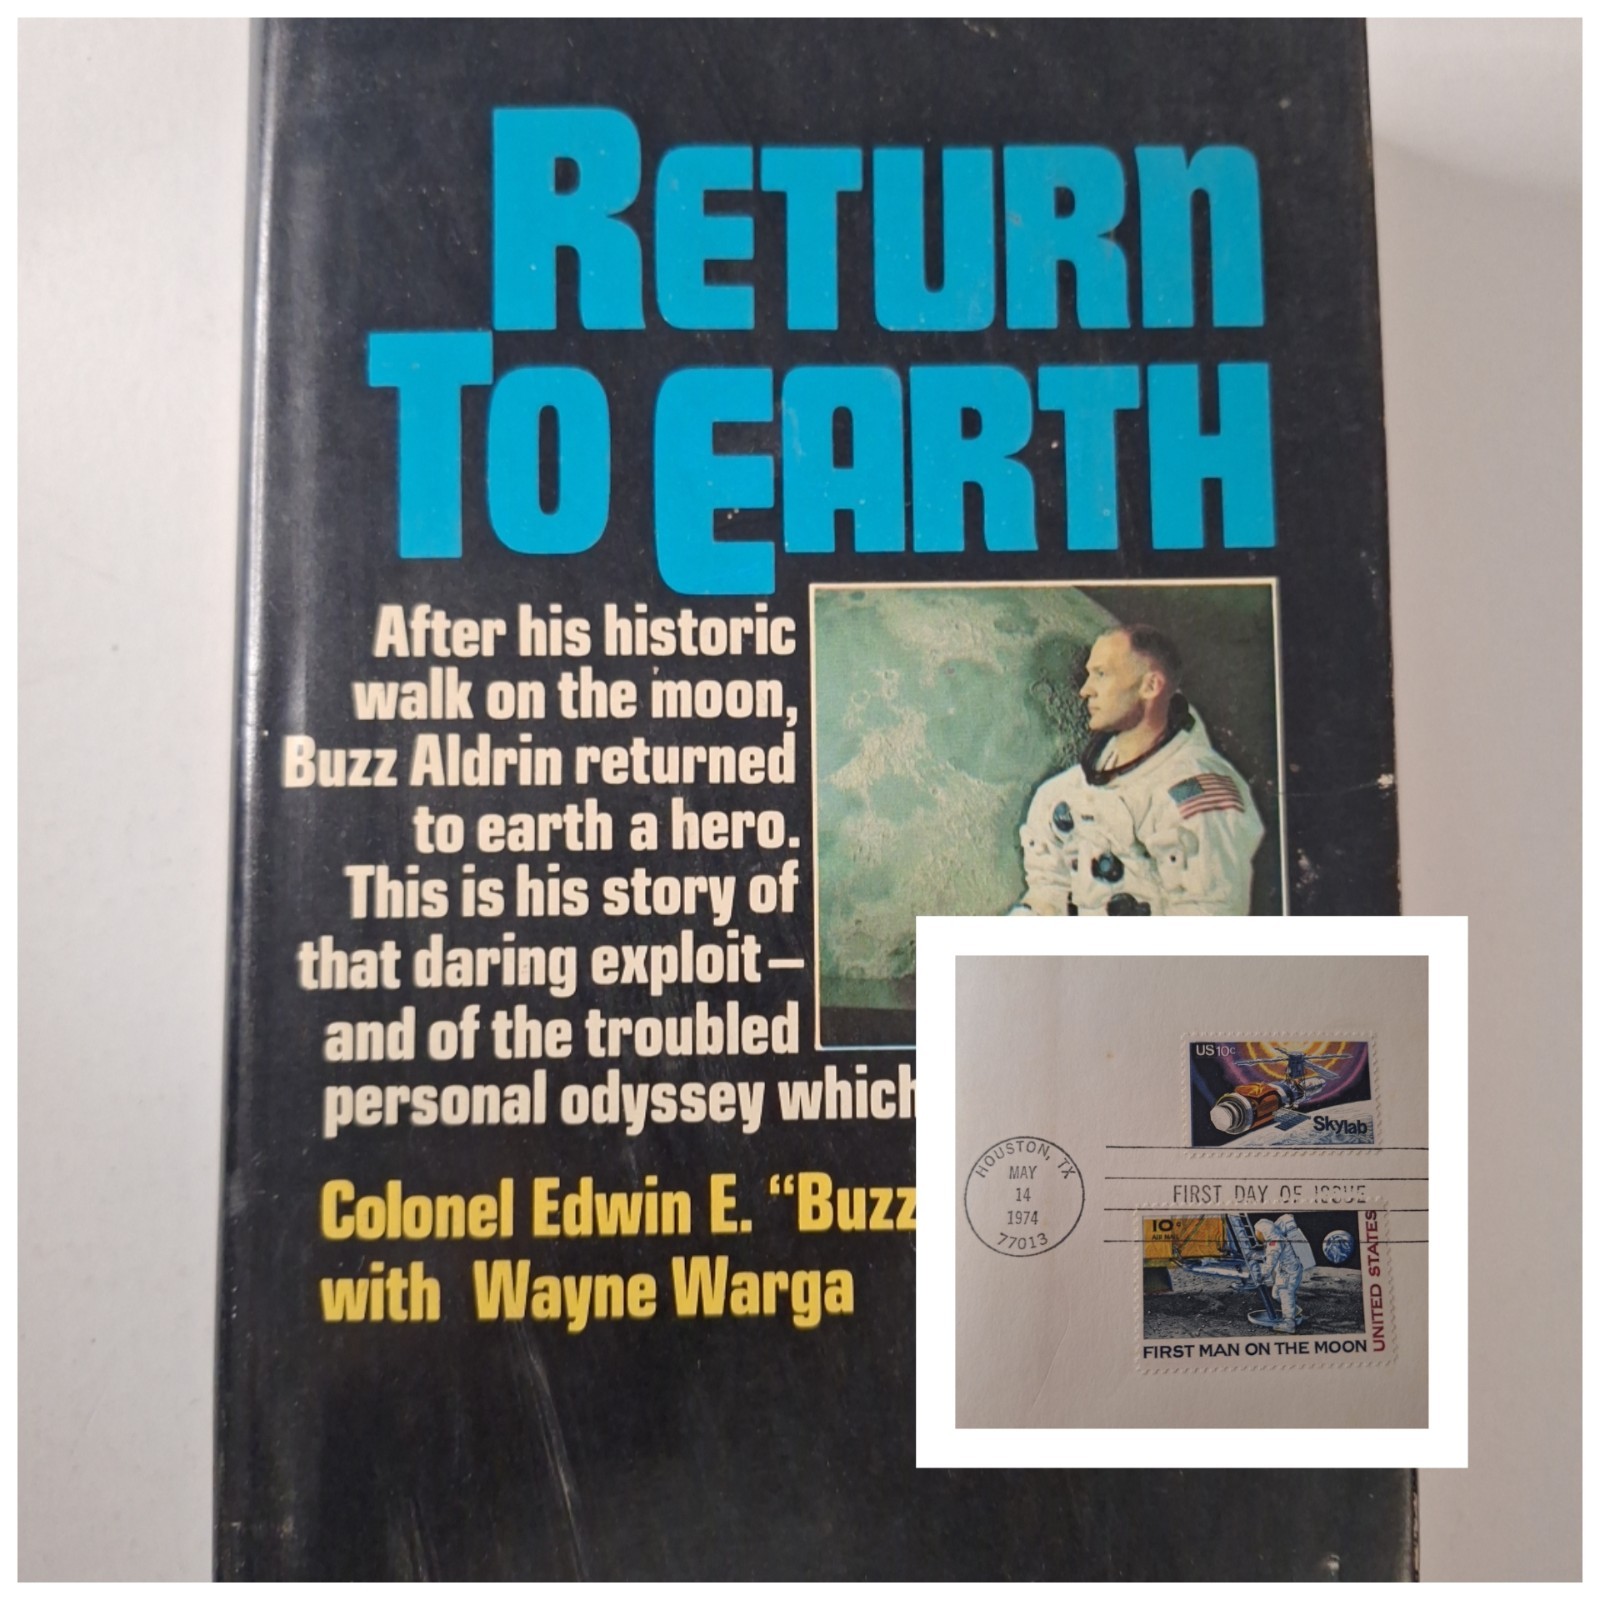 RETURN
TO EARTH
After his historic
walk on the moon,
Buzz Aldrin returned
to earth a hero.
This is his story of
that daring exploit—
and of the troubled
personal odyssey which
Colonel Edwin E. “Buzz
with Wayne Warga
US 10c
Skylab
HOUSTON, TX
MAY
14
1974
77013
FIRST DAY OF ISSUE
10c
AIR MAIL
UNITED STATES
FIRST MAN ON THE MOON